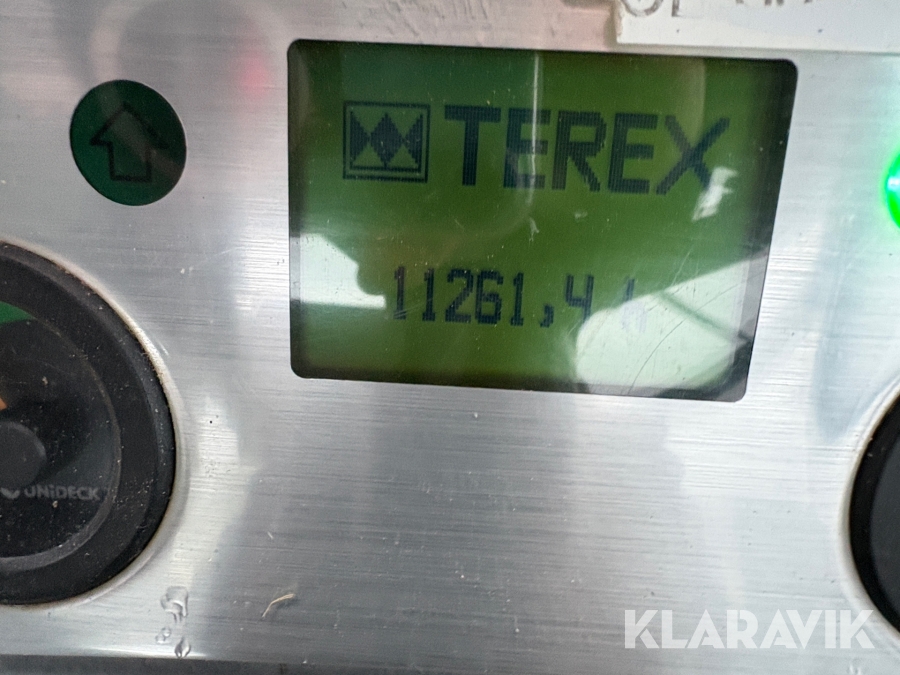 TEREX
11261,4
UNiDECK
KLARAVIK